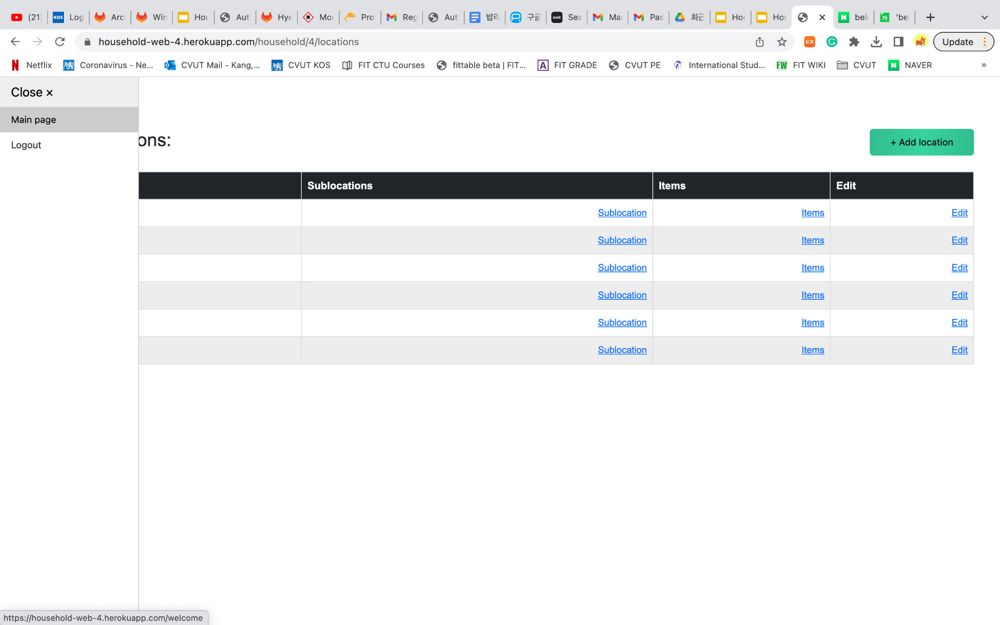 (21) Log Arc Win Hou Aut Hye Mor Pro Reg Aut 밥리 구글 Sea Mar Pas 최근 Hou Hou belo 'bel
household-web-4.herokuapp.com/household/4/locations Update
Netflix Coronavirus - Ne... CVUT Mail - Kang,... CVUT KOS FIT CTU Courses fittable beta | FIT... FIT GRADE CVUT PE International Stud... FIT WIKI CVUT NAVER »
Close ×
Main page
Logout
ons:
+ Add location
Sublocations Items Edit
Sublocation Items Edit
Sublocation Items Edit
Sublocation Items Edit
Sublocation Items Edit
Sublocation Items Edit
Sublocation Items Edit
https://household-web-4.herokuapp.com/welcome